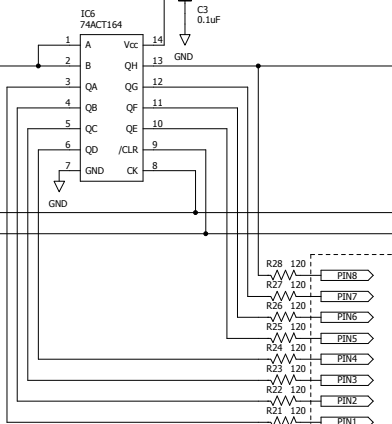 IC6
74ACT164
C3
0.1uF
GND
1 A Vcc 14
2 B QH 13
3 QA QG 12
4 QB QF 11
5 QC QE 10
6 QD /CLR 9
7 GND CK 8
GND
R28 120
PIN8
R27 120
PIN7
R26 120
PIN6
R25 120
PIN5
R24 120
PIN4
R23 120
PIN3
R22 120
PIN2
R21 120
PIN1